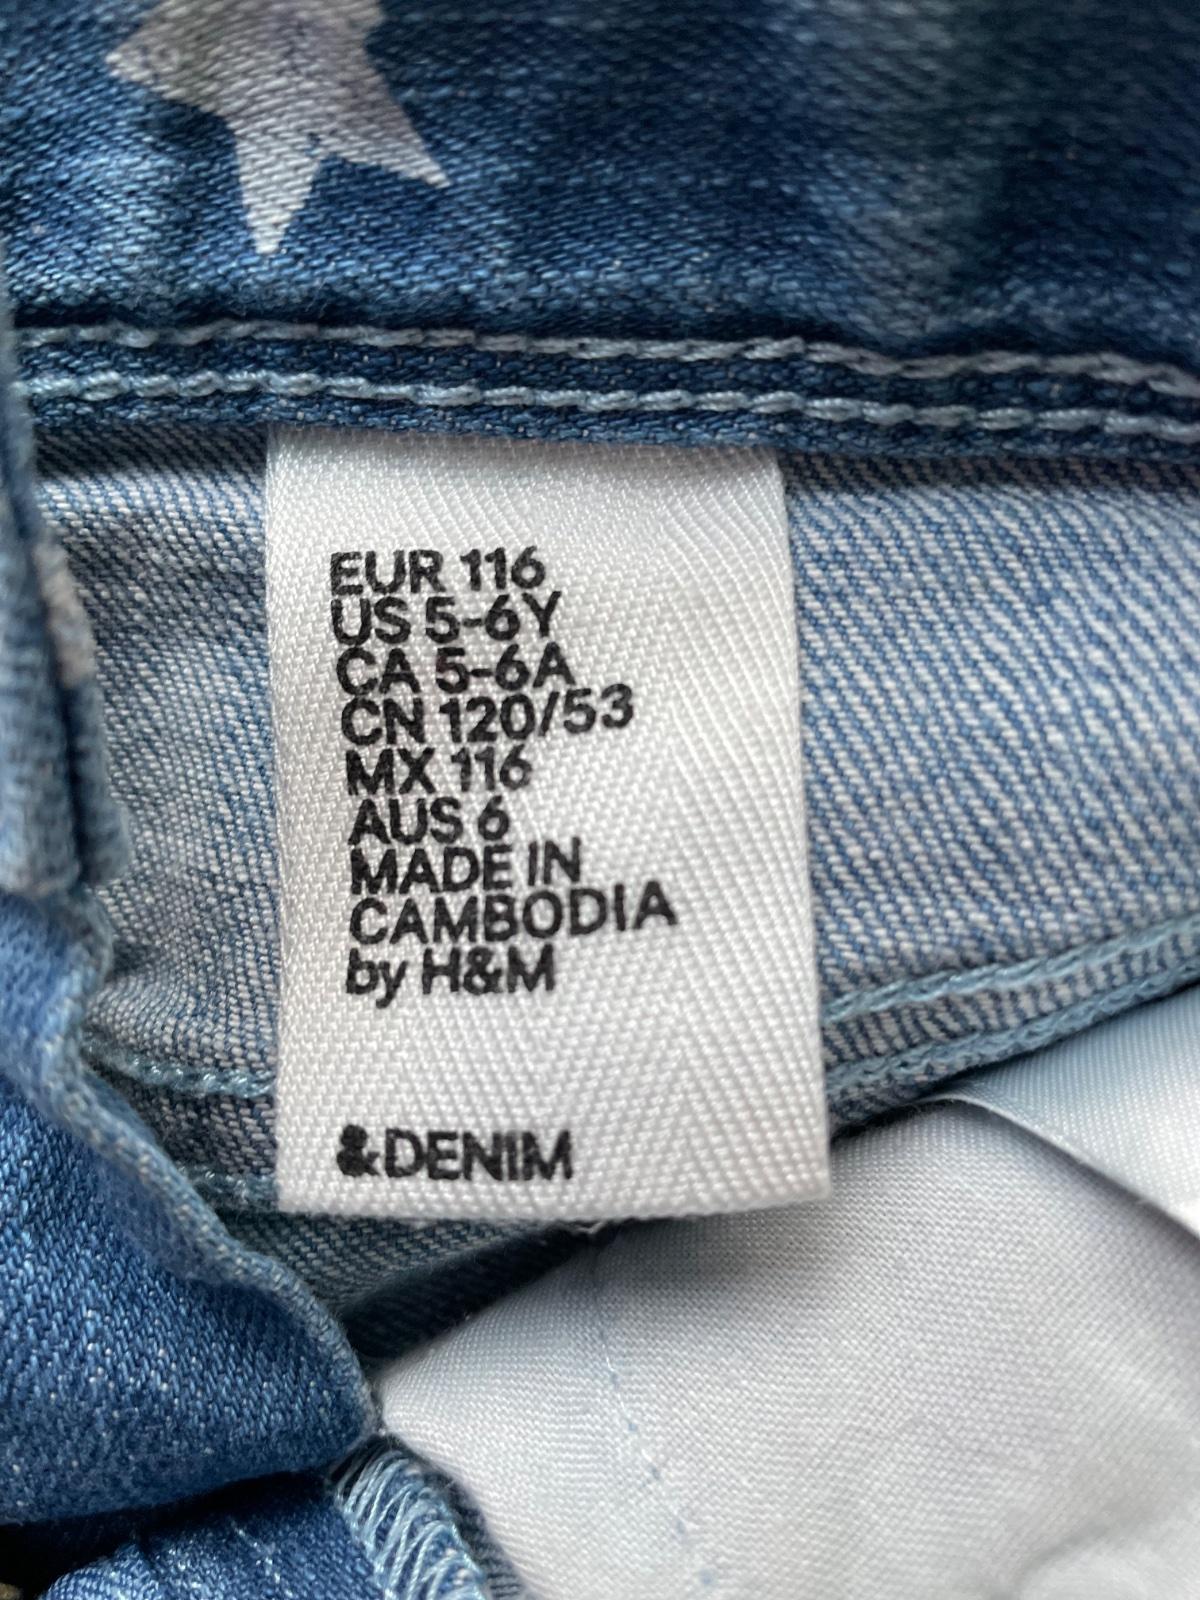 EUR 116
US 5-6Y
CA 5-6A
CN 120/53
MX 116
AUS 6
MADE IN
CAMBODIA
by H&M
&DENIM